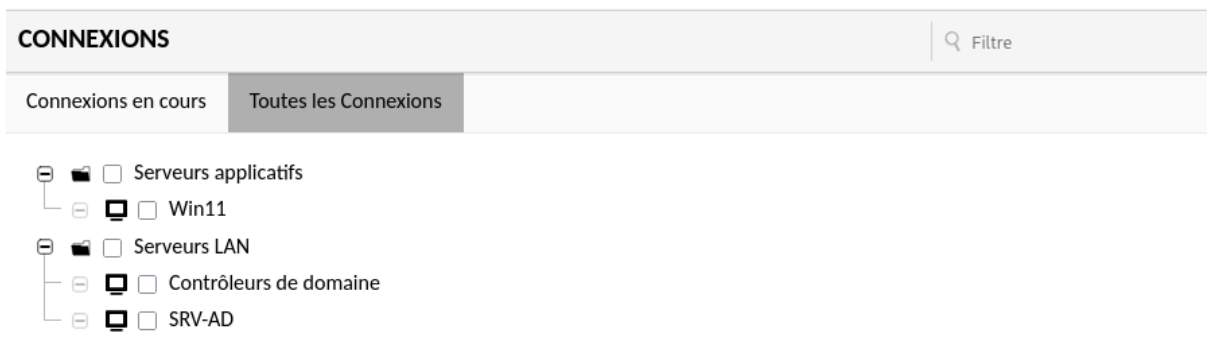 CONNEXIONS
Filtre
Connexions en cours
Toutes les Connexions
Serveurs applicatifs
Win11
Serveurs LAN
Contrôleurs de domaine
SRV-AD